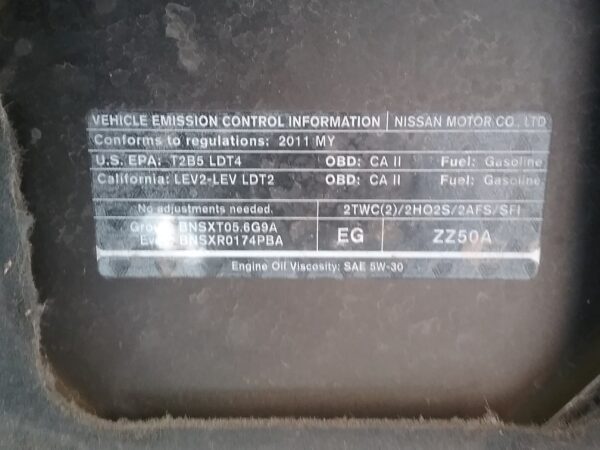 VEHICLE EMISSION CONTROL INFORMATION NISSAN MOTOR CO., LTD
Conforms to regulations: 2011 MY
U.S. EPA: T2B5 LDT4 OBD: CA II Fuel: Gasoline
California: LEV2-LEV LDT2 OBD: CA II Fuel: Gasoline
No adjustments needed. 2TWC(2)/2HO2S/2AFS/SFI
BNSXT05.6G9A
BNSXR0174PBA
EG ZZ50A
Engine Oil Viscosity: SAE 5W-30